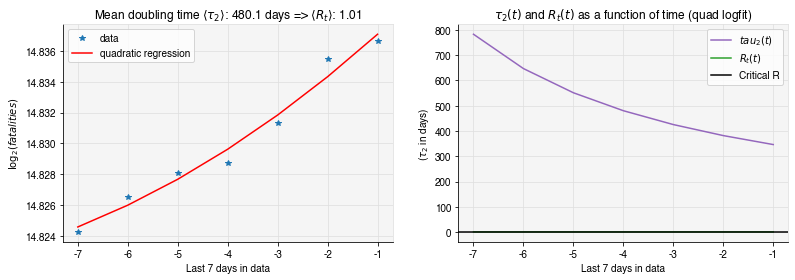 Mean doubling time ⟨τ₂⟩: 480.1 days => ⟨Rₜ⟩: 1.01
data
quadratic regression
log₂(fatalities)
14.836
14.834
14.832
14.830
14.828
14.826
14.824
-7 -6 -5 -4 -3 -2 -1
Last 7 days in data
τ₂(t) and Rₜ(t) as a function of time (quad logfit)
tau₂(t)
Rₜ(t)
Critical R
(τ₂ in days)
800
700
600
500
400
300
200
100
0
-7 -6 -5 -4 -3 -2 -1
Last 7 days in data